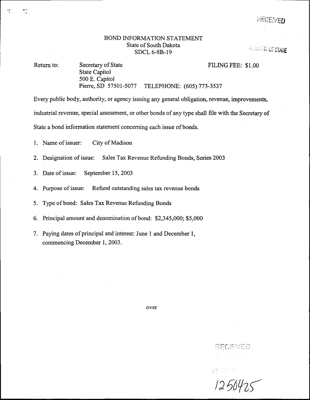 RECEIVED
BOND INFORMATION STATEMENT
State of South Dakota
SDCL 6-8B-19
Return to: Secretary of State FILING FEE: $1.00
State Capitol
500 E. Capitol
Pierre, SD 57501-5077 TELEPHONE: (605) 773-3537
Every public body, authority, or agency issuing any general obligation, revenue, improvements,
industrial revenue, special assessment, or other bonds of any type shall file with the Secretary of
State a bond information statement concerning each issue of bonds.
1. Name of issuer: City of Madison
2. Designation of issue: Sales Tax Revenue Refunding Bonds, Series 2003
3. Date of issue: September 15, 2003
4. Purpose of issue: Refund outstanding sales tax revenue bonds
5. Type of bond: Sales Tax Revenue Refunding Bonds
6. Principal amount and denomination of bond: $2,345,000; $5,000
7. Paying dates of principal and interest: June 1 and December 1,
commencing December 1, 2003.
over
RECEIVED
1250425